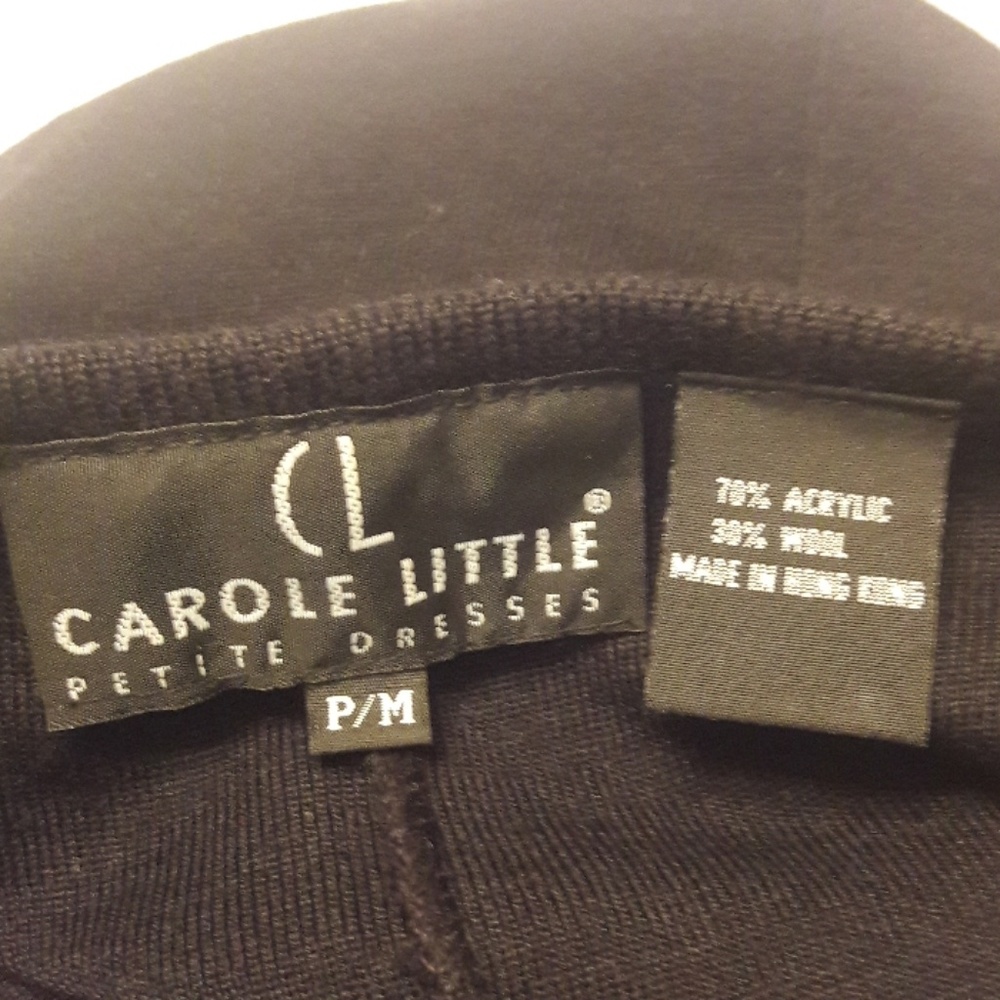 CL
CAROLE LITTLE®
PETITE DRESSES
P/M
70% ACRYLIC
30% WOOL
MADE IN HONG KONG